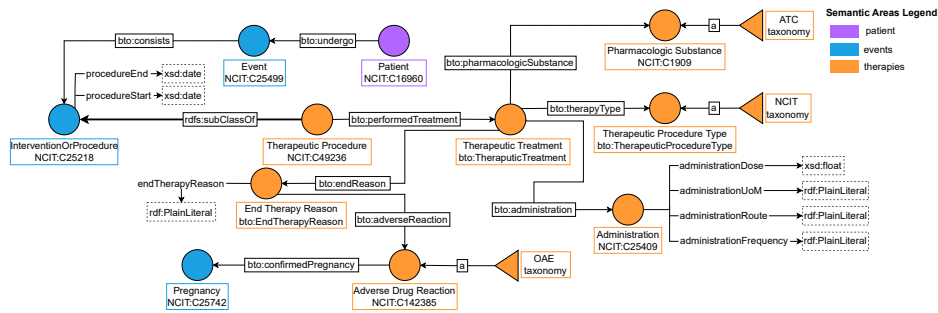 Semantic Areas Legend
patient
events
therapies
bto:consists
bto:undergo
Event
NCIT:C25499
Patient
NCIT:C16960
bto:pharmacologicSubstance
Pharmacologic Substance
NCIT:C1909
a
ATC
taxonomy
procedureEnd
xsd:date
procedureStart
xsd:date
rdfs:subClassOf
bto:performedTreatment
bto:therapyType
a
NCIT
taxonomy
InterventionOrProcedure
NCIT:C25218
Therapeutic Procedure
NCIT:C49236
Therapeutic Treatment
bto:TheraputicTreatment
Therapeutic Procedure Type
bto:TheraputicProcedureType
endTherapyReason
rdf:PlainLiteral
bto:endReason
End Therapy Reason
bto:EndTherapyReason
bto:adverseReaction
bto:administration
Administration
NCIT:C25409
administrationDose
xsd:float
administrationUoM
rdf:PlainLiteral
administrationRoute
rdf:PlainLiteral
administrationFrequency
rdf:PlainLiteral
bto:confirmedPregnancy
Pregnancy
NCIT:C25742
Adverse Drug Reaction
NCIT:C142385
a
OAE
taxonomy